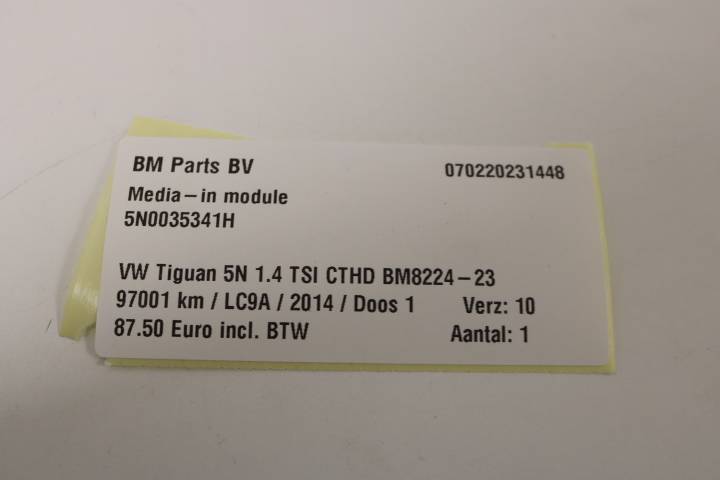 BM Parts BV 070220231448
Media-in module
5N0035341H
VW Tiguan 5N 1.4 TSI CTHD BM8224-23
97001 km / LC9A / 2014 / Doos 1 Verz: 10
87.50 Euro incl. BTW Aantal: 1